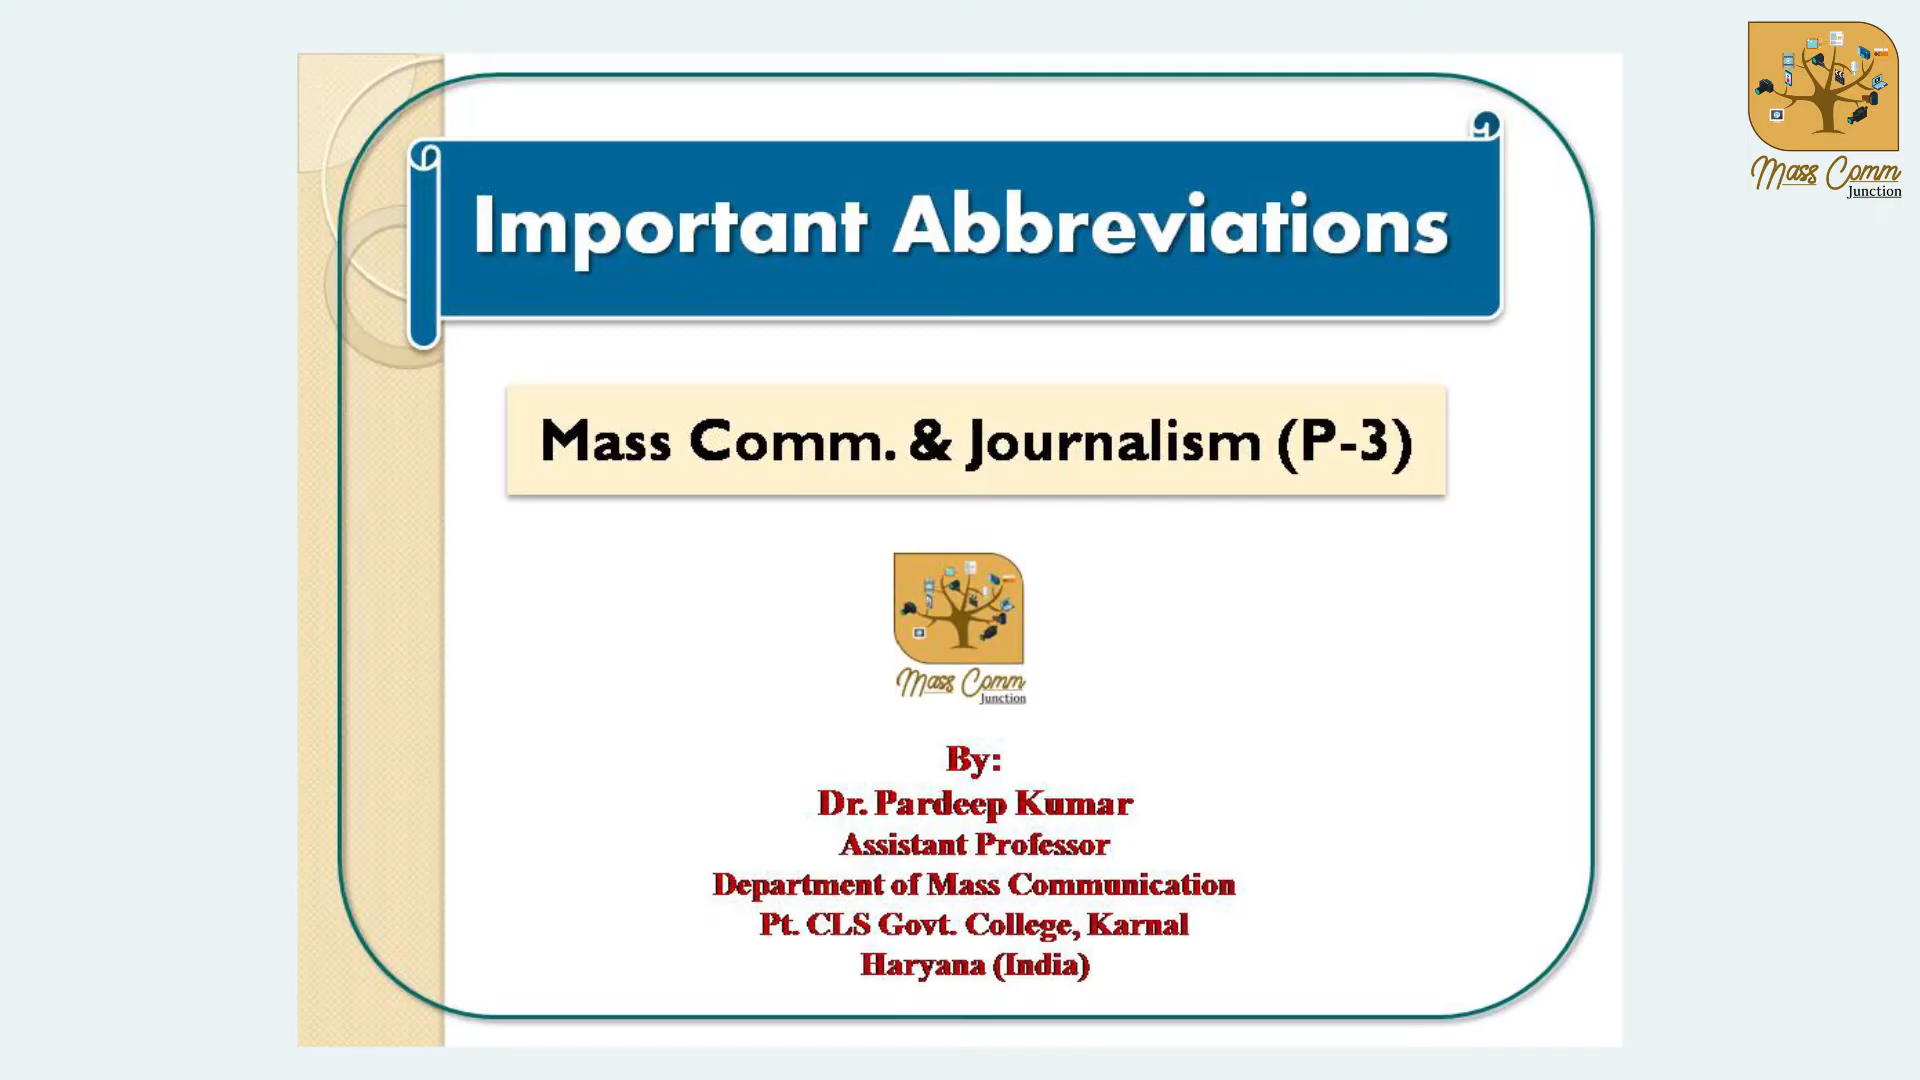 Mass Comm
Junction
Important Abbreviations
Mass Comm. & Journalism (P-3)
Mass Comm
Junction
By:
Dr. Pardeep Kumar
Assistant Professor
Department of Mass Communication
Pt. CLS Govt. College, Karnal
Haryana (India)